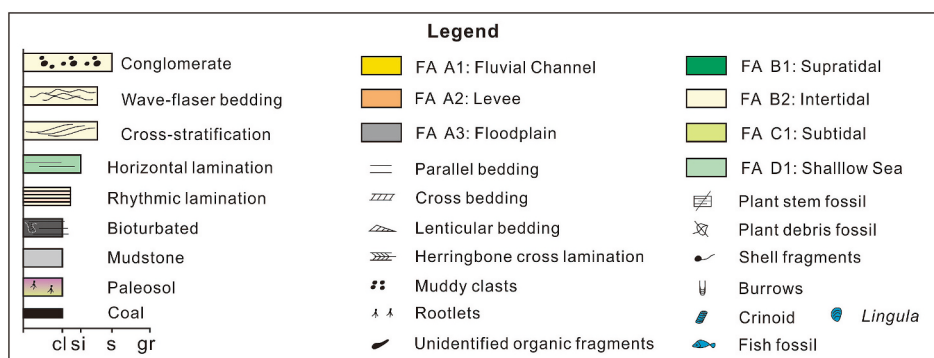 Legend
Conglomerate
Wave-flaser bedding
Cross-stratification
Horizontal lamination
Rhythmic lamination
Bioturbated
Mudstone
Paleosol
Coal
cl si s gr
FA A1: Fluvial Channel
FA A2: Levee
FA A3: Floodplain
Parallel bedding
Cross bedding
Lenticular bedding
Herringbone cross lamination
Muddy clasts
Rootlets
Unidentified organic fragments
FA B1: Supratidal
FA B2: Intertidal
FA C1: Subtidal
FA D1: Shalllow Sea
Plant stem fossil
Plant debris fossil
Shell fragments
Burrows
Crinoid Lingula
Fish fossil